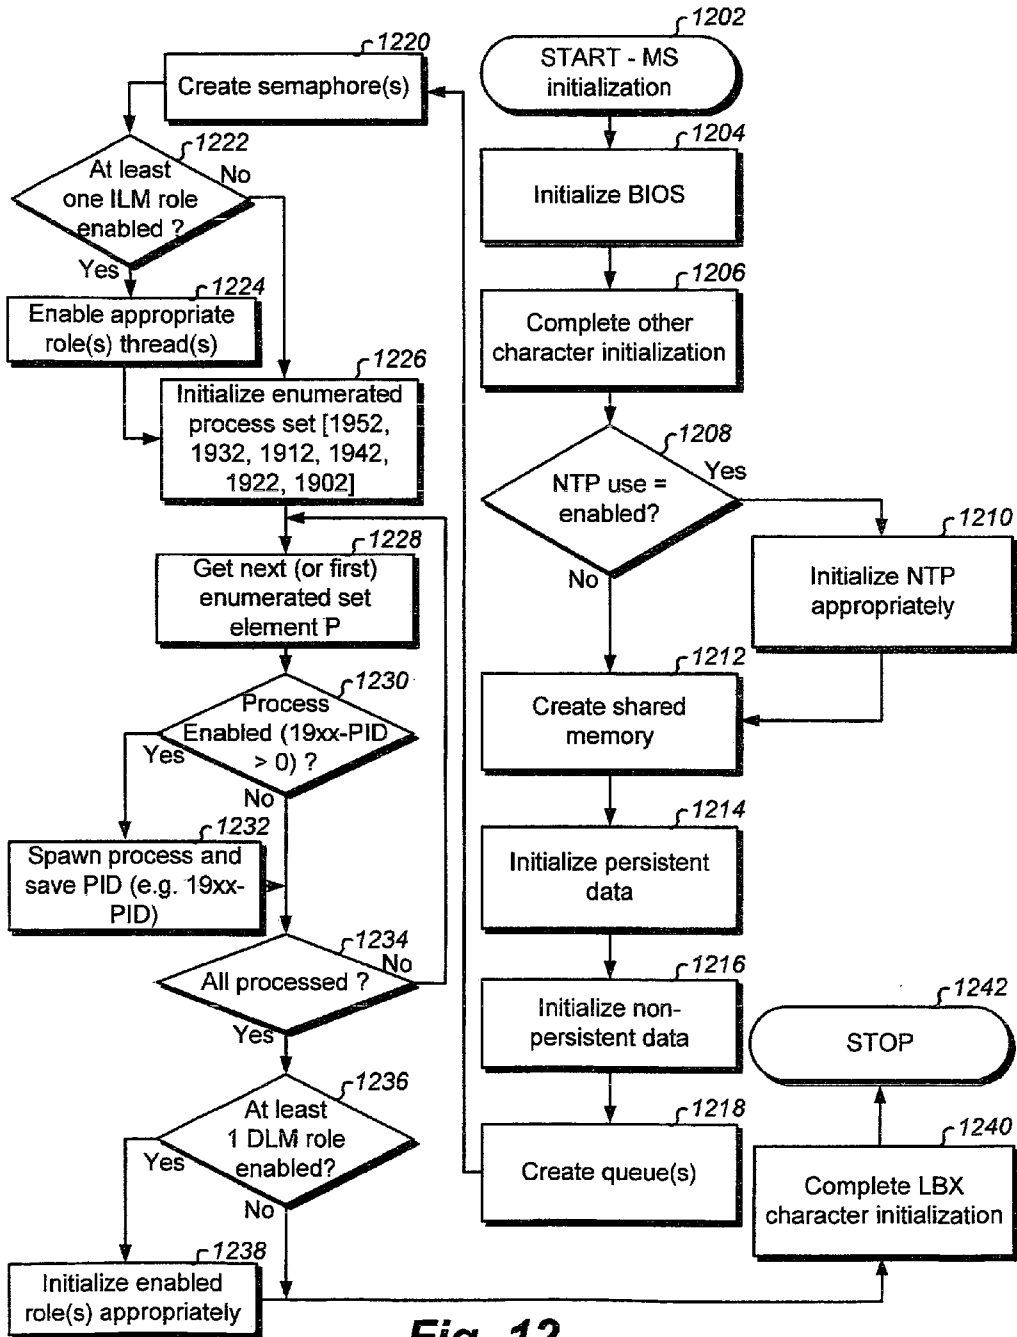 1202
START - MS
initialization
1204
Initialize BIOS
1206
Complete other
character initialization
1208
NTP use =
enabled?
Yes
No
1210
Initialize NTP
appropriately
1212
Create shared
memory
1214
Initialize persistent
data
1216
Initialize non-
persistent data
1218
Create queue(s)
1220
Create semaphore(s)
1222
At least
one ILM role
enabled ?
No
Yes
1224
Enable appropriate
role(s) thread(s)
1226
Initialize enumerated
process set [1952,
1932, 1912, 1942,
1922, 1902]
1228
Get next (or first)
enumerated set
element P
1230
Process
Enabled (19xx-PID
> 0) ?
Yes
No
1232
Spawn process and
save PID (e.g. 19xx-
PID)
1234
All processed ?
No
Yes
1236
At least
1 DLM role
enabled?
Yes
No
1238
Initialize enabled
role(s) appropriately
1240
Complete LBX
character initialization
1242
STOP
Fig. 12